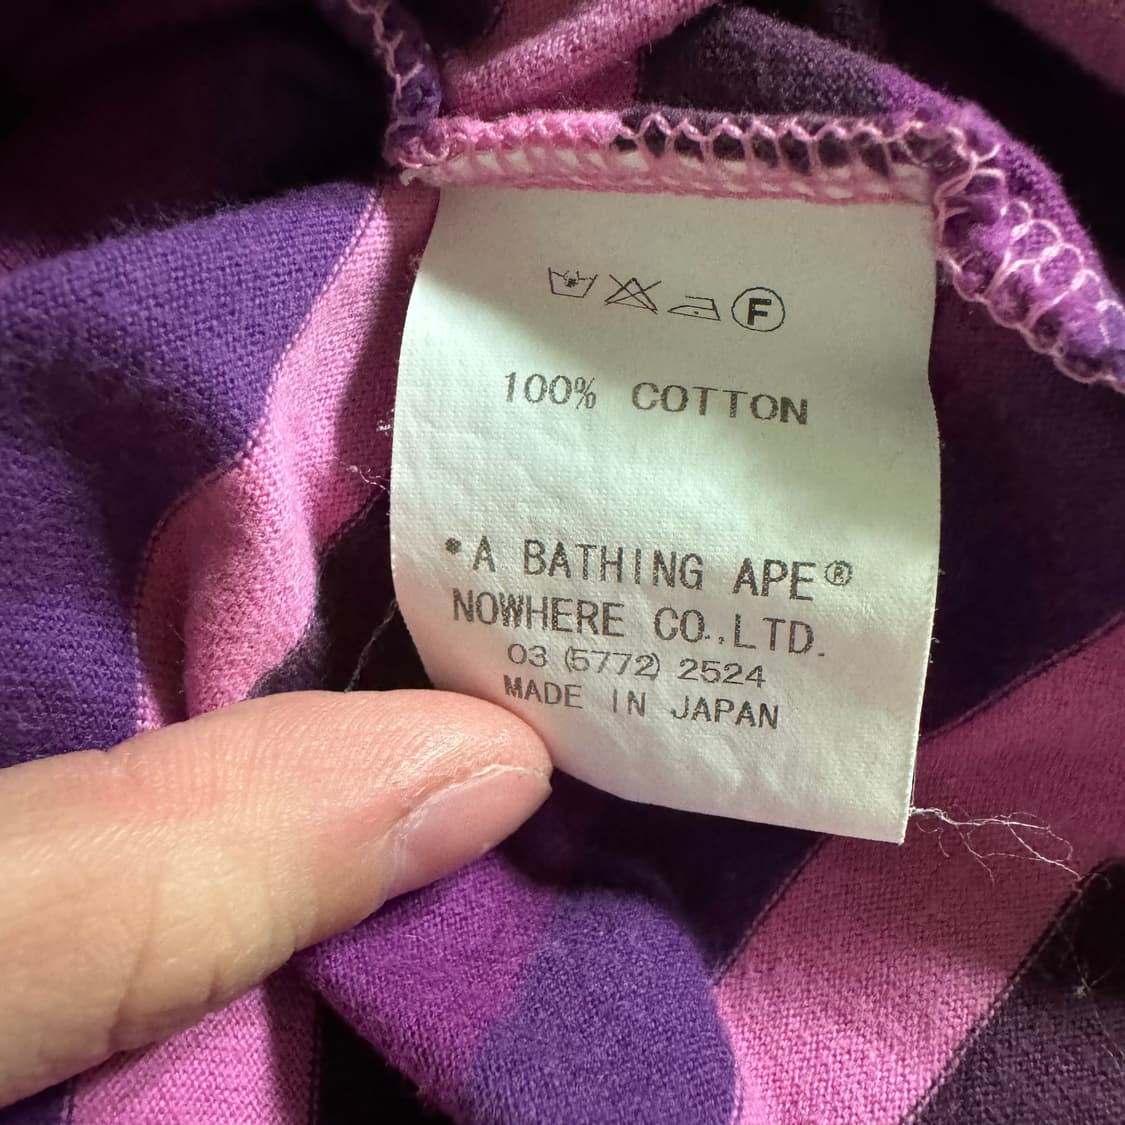 F
100% COTTON
*A BATHING APE®
NOWHERE CO.,LTD.
03 (5772) 2524
MADE IN JAPAN